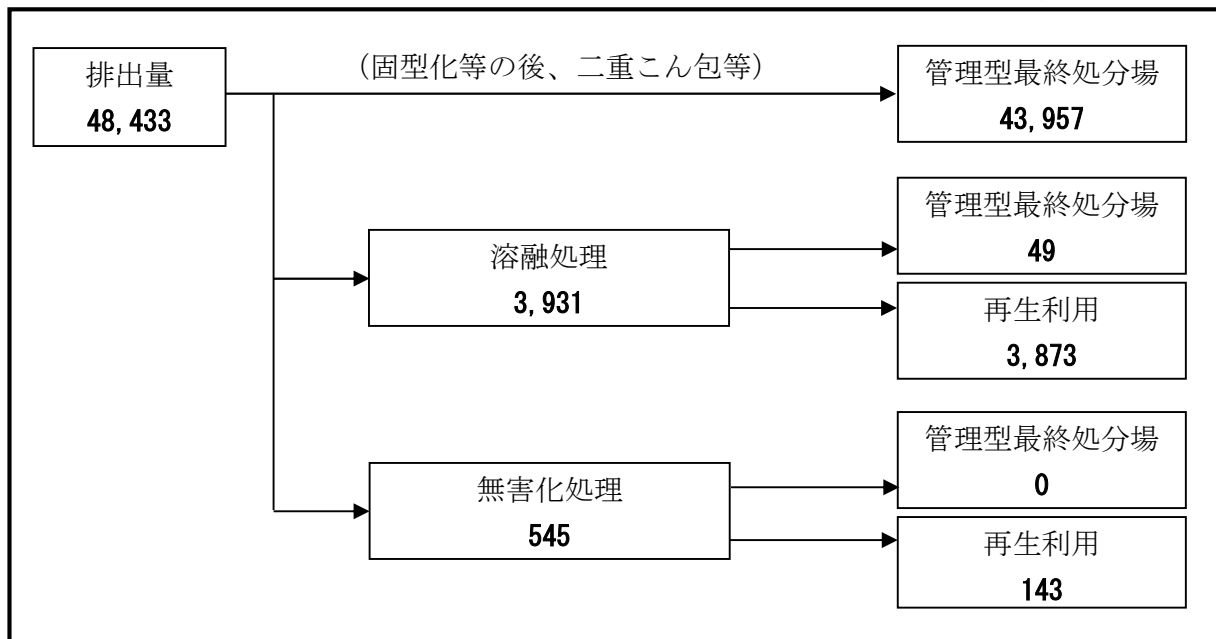 排出量
48,433
（固型化等の後、二重こん包等）
管理型最終処分場
43,957
溶融処理
3,931
管理型最終処分場
49
再生利用
3,873
無害化処理
545
管理型最終処分場
0
再生利用
143